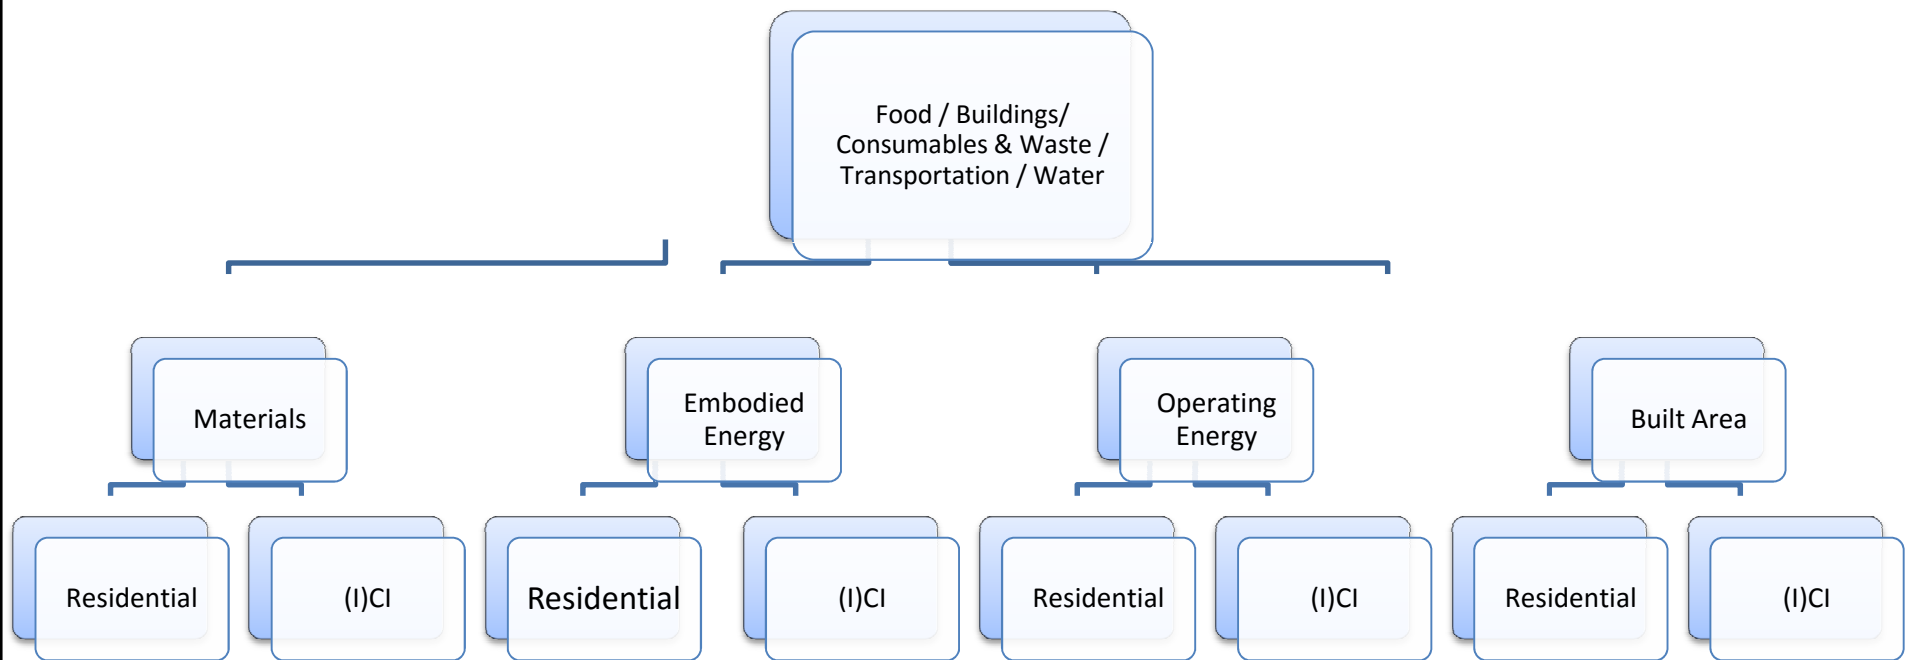 Food / Buildings/
Consumables & Waste /
Transportation / Water
Materials
Embodied
Energy
Operating
Energy
Built Area
Residential
(I)CI
Residential
(I)CI
Residential
(I)CI
Residential
(I)CI